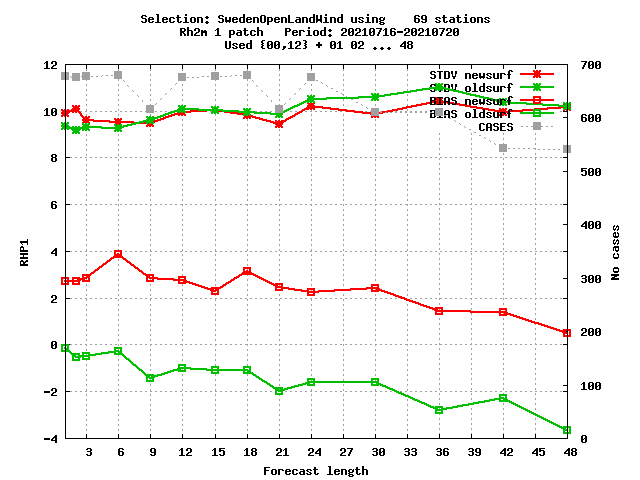 Selection: SwedenOpenLandWind using    69 stations
Rh2m 1 patch   Period: 20210716-20210720
Used {00,12} + 01 02 ... 48
STDV newsurf
STDV oldsurf
BIAS newsurf
BIAS oldsurf
CASES
12
10
8
6
4
2
0
-2
-4
RHP1
700
600
500
400
300
200
100
0
No cases
3 6 9 12 15 18 21 24 27 30 33 36 39 42 45 48
Forecast length